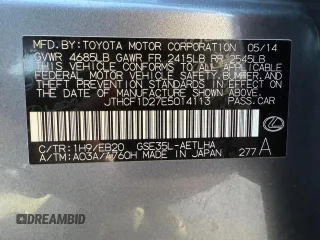 MFD. BY: TOYOTA MOTOR CORPORATION 05/14
GVWR 4685LB GAWR FR 2415LB RR 2545LB
THIS VEHICLE CONFORMS TO ALL APPLICABLE
FEDERAL MOTOR VEHICLE SAFETY, BUMPER, AND
THEFT PREVENTION STANDARDS IN EFFECT ON
THE DATE OF MANUFACTURE SHOWN ABOVE.
JTHCF1D27E5014113 PASS.CAR
C/TR: 1H9/EB20 GSE35L-AETLHA
A/TM: A03A/A760H MADE IN JAPAN 277A